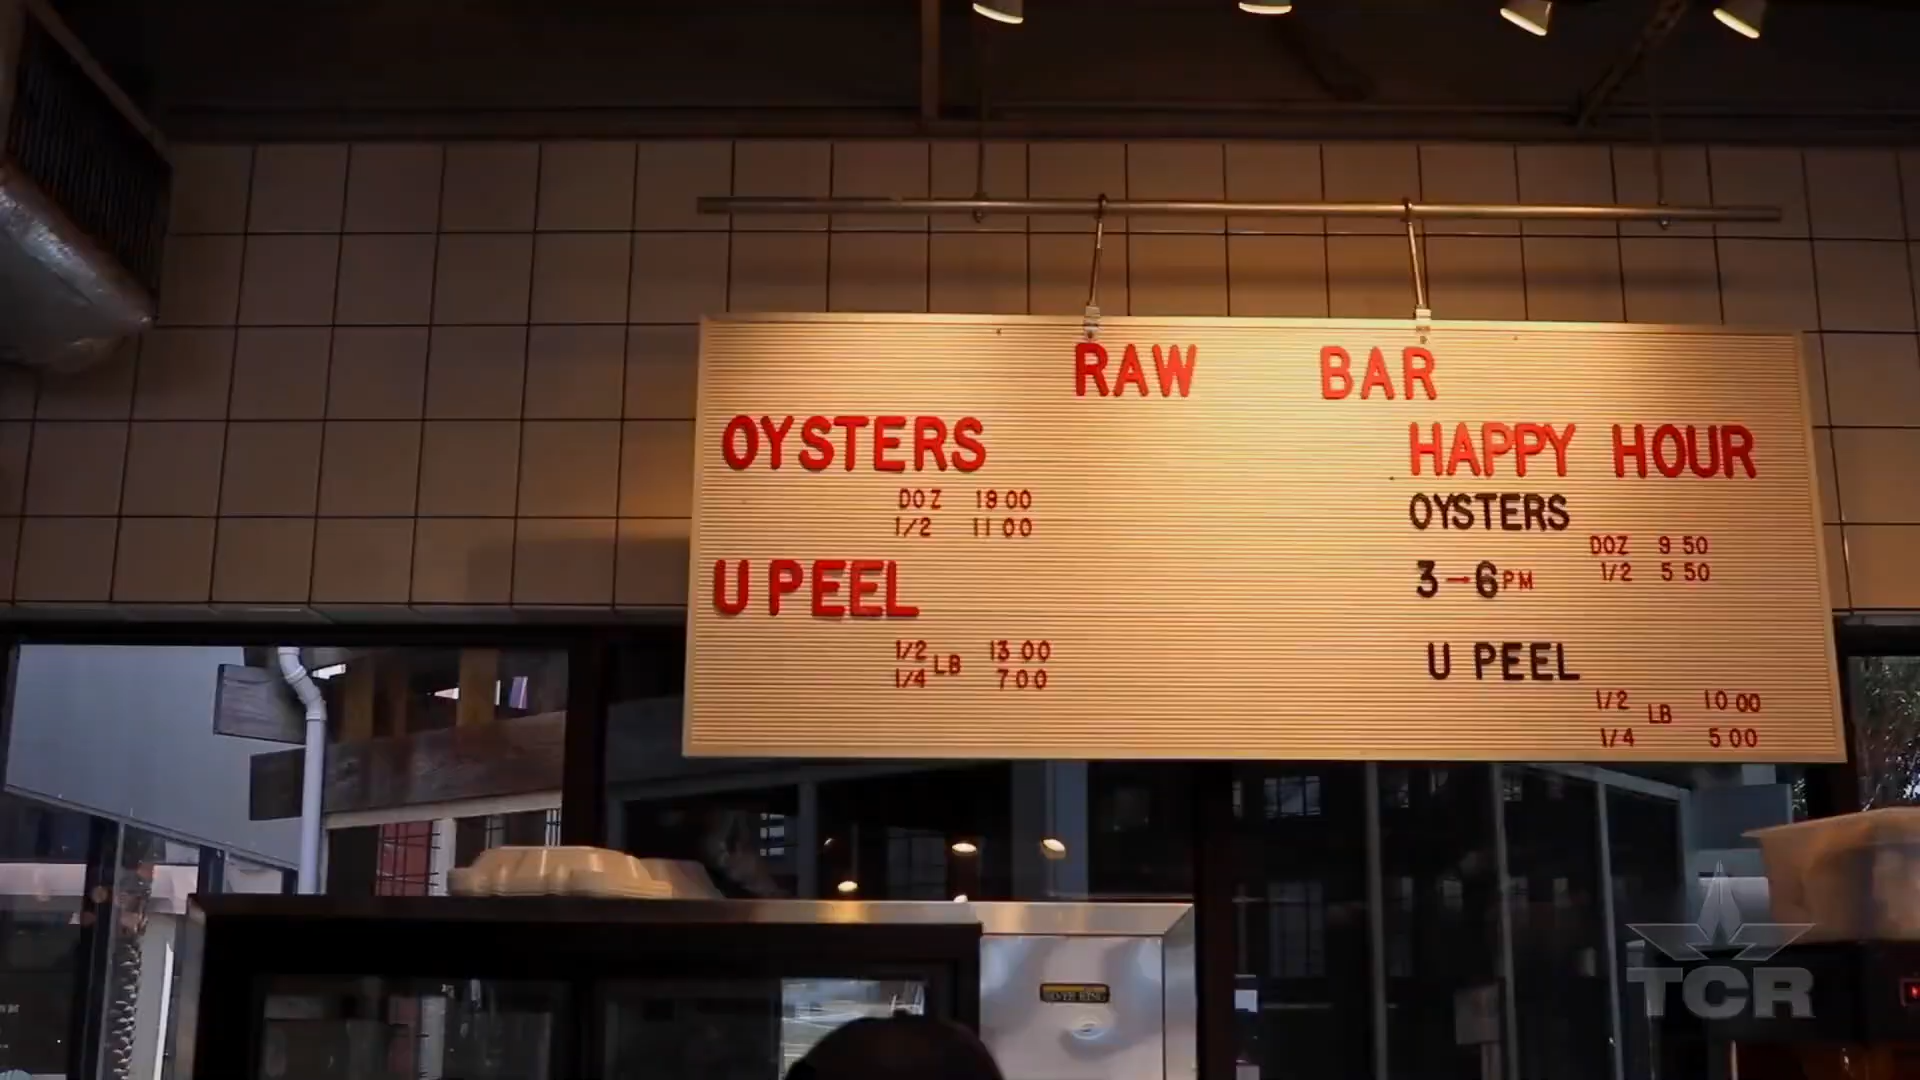 RAW BAR
OYSTERS
DOZ 19 00
1/2 11 00
U PEEL
1/2 LB 13 00
1/4 7 00
HAPPY HOUR
OYSTERS
DOZ 9 50
1/2 5 50
3→6PM
U PEEL
1/2 LB 10 00
1/4 5 00
TCR